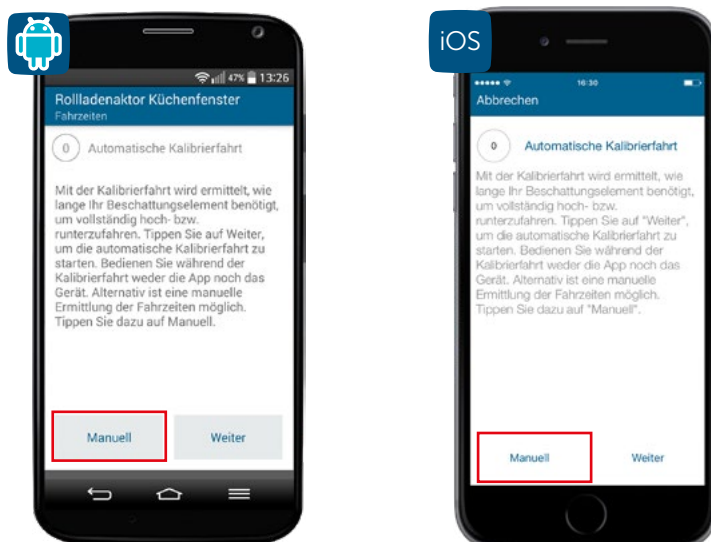 47% 13:26
Rollladenaktor Küchenfenster
Fahrzeiten
0 Automatische Kalibrierfahrt
Mit der Kalibrierfahrt wird ermittelt, wie
lange Ihr Beschattungselement benötigt,
um vollständig hoch- bzw.
runterzufahren. Tippen Sie auf Weiter,
um die automatische Kalibrierfahrt zu
starten. Bedienen Sie während der
Kalibrierfahrt weder die App noch das
Gerät. Alternativ ist eine manuelle
Ermittlung der Fahrzeiten möglich.
Tippen Sie dazu auf Manuell.
Manuell Weiter
iOS
16:30
Abbrechen
0 Automatische Kalibrierfahrt
Mit der Kalibrierfahrt wird ermittelt, wie
lange Ihr Beschattungselement benötigt,
um vollständig hoch- bzw.
runterzufahren. Tippen Sie auf "Weiter",
um die automatische Kalibrierfahrt zu
starten. Bedienen Sie während der
Kalibrierfahrt weder die App noch das
Gerät. Alternativ ist eine manuelle
Ermittlung der Fahrzeiten möglich.
Tippen Sie dazu auf "Manuell".
Manuell Weiter